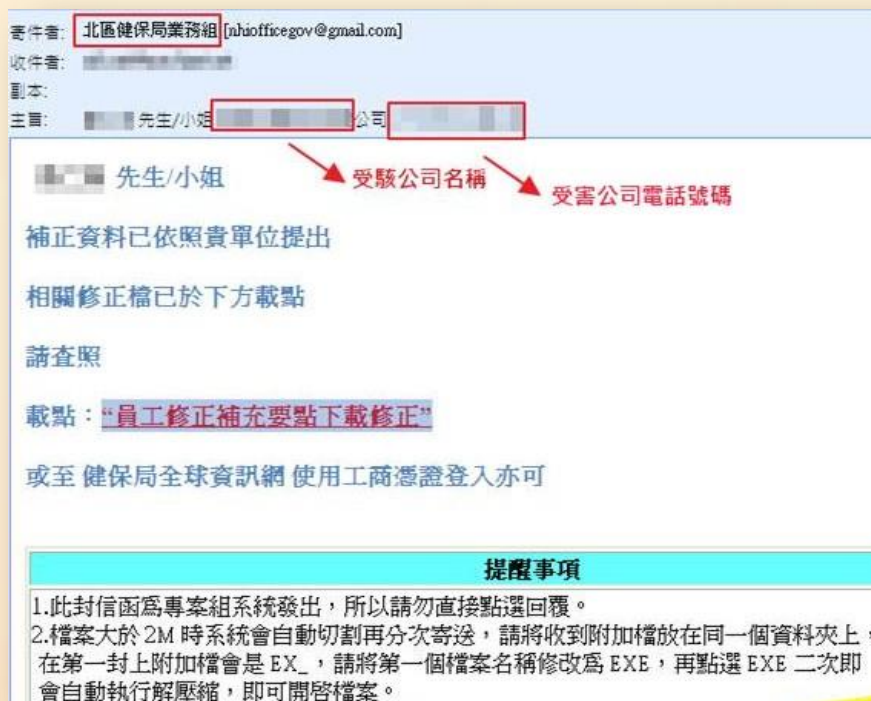 寄件者: 北區健保局業務組 [nhiofficegov@gmail.com]
收件者:
副本:
主旨: 先生/小姐 公司
受駭公司名稱
受害公司電話號碼
先生/小姐
補正資料已依照貴單位提出
相關修正檔已於下方載點
請查照
載點：“員工修正補充要點下載修正”
或至 健保局全球資訊網 使用工商憑證登入亦可
提醒事項
1.此封信函為專案組系統發出，所以請勿直接點選回覆。
2.檔案大於 2M 時系統會自動切割再分次寄送，請將收到附加檔放在同一個資料夾上，
在第一封上附加檔會是 EX_，請將第一個檔案名稱修改為 EXE，再點選 EXE 二次即
會自動執行解壓縮，即可開啓檔案。